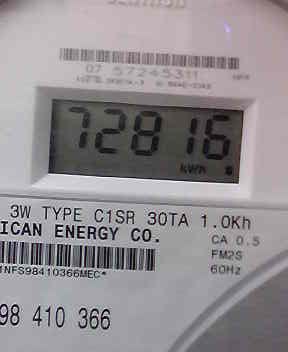 07 57245311
72816
kWh
3W TYPE C1SR 30TA 1.0Kh
ICAN ENERGY CO.
CA 0.5
FM2S
60Hz
1NFS98410366MEC*
98 410 366